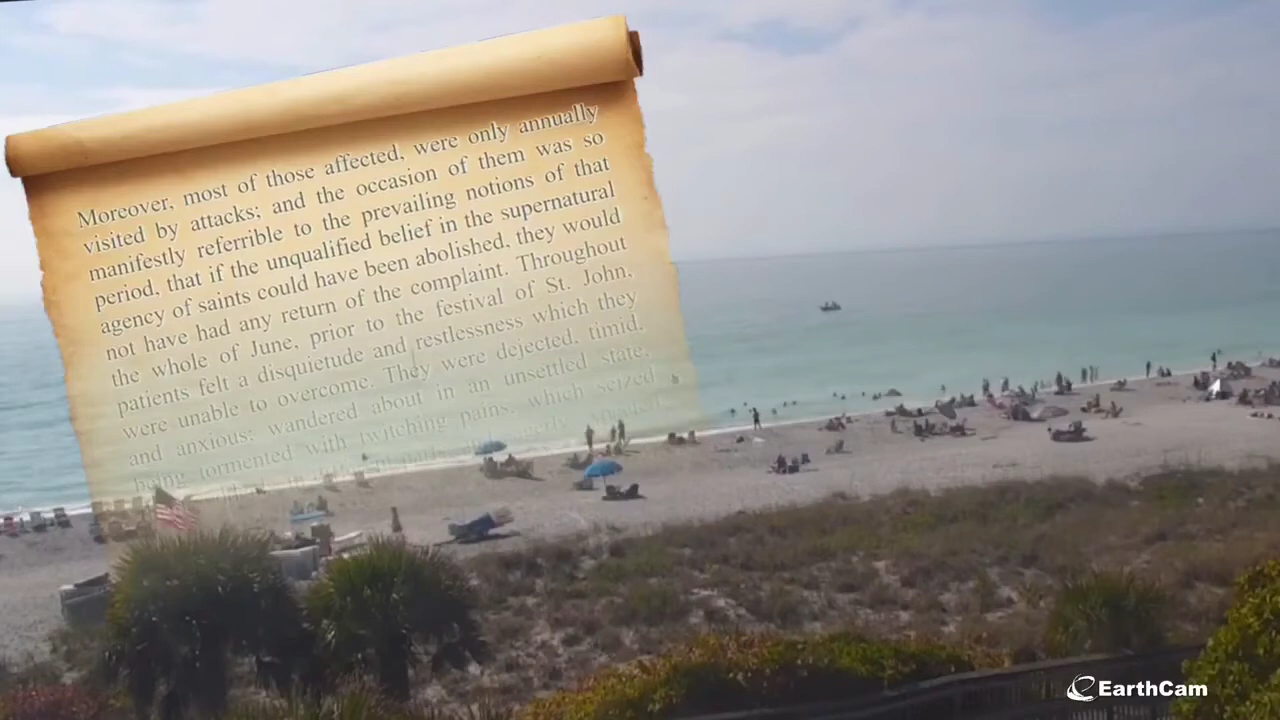 Moreover, most of those affected, were only annually
visited by attacks; and the occasion of them was so
manifestly referrible to the prevailing notions of that
period, that if the unqualified belief in the supernatural
agency of saints could have been abolished, they would
not have had any return of the complaint. Throughout
the whole of June, prior to the festival of St. John,
patients felt a disquietude and restlessness which they
were unable to overcome. They were dejected, timid,
and anxious; wandered about in an unsettled state,
being tormented with twitching pains, which seized
EarthCam